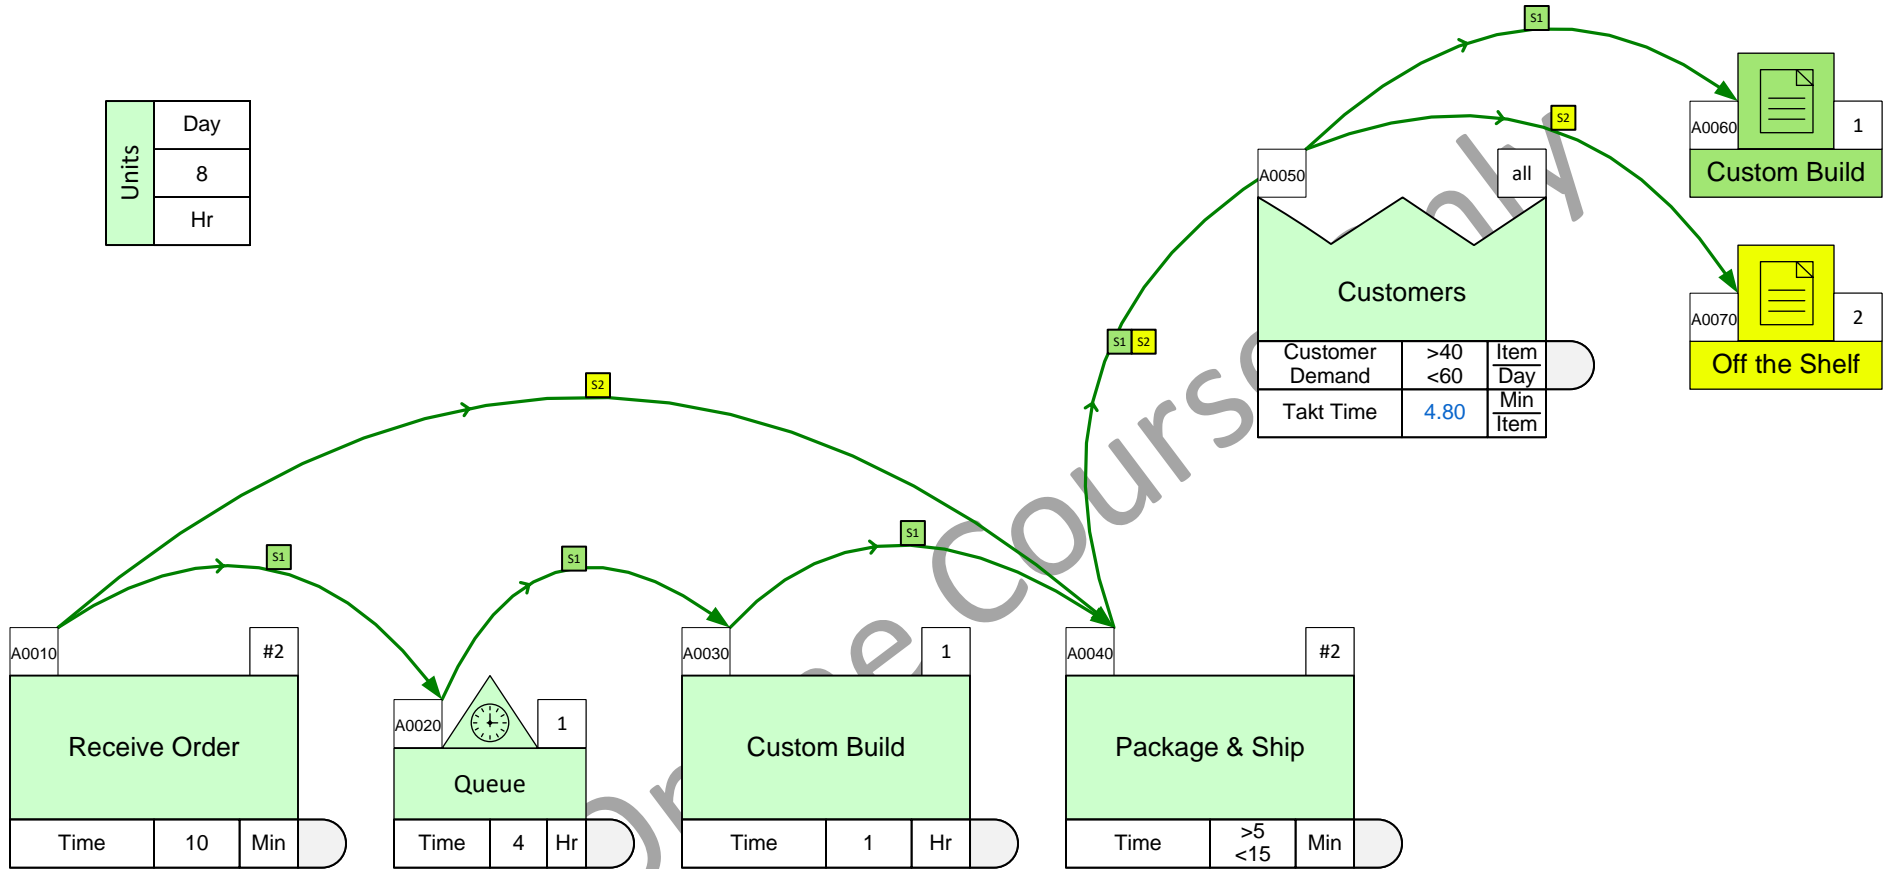 S1
A0060
1
Custom Build
S2
A0070
2
Off the Shelf
Units
Day
8
Hr
A0050
all
Customers
Customer Demand
>40
<60
Item
Day
Takt Time
4.80
Min
Item
S1 S2
S2
S1
S1
S1
A0010
#2
Receive Order
Time 10 Min
A0020
1
Queue
Time 4 Hr
A0030
1
Custom Build
Time 1 Hr
A0040
#2
Package & Ship
Time
>5
<15
Min